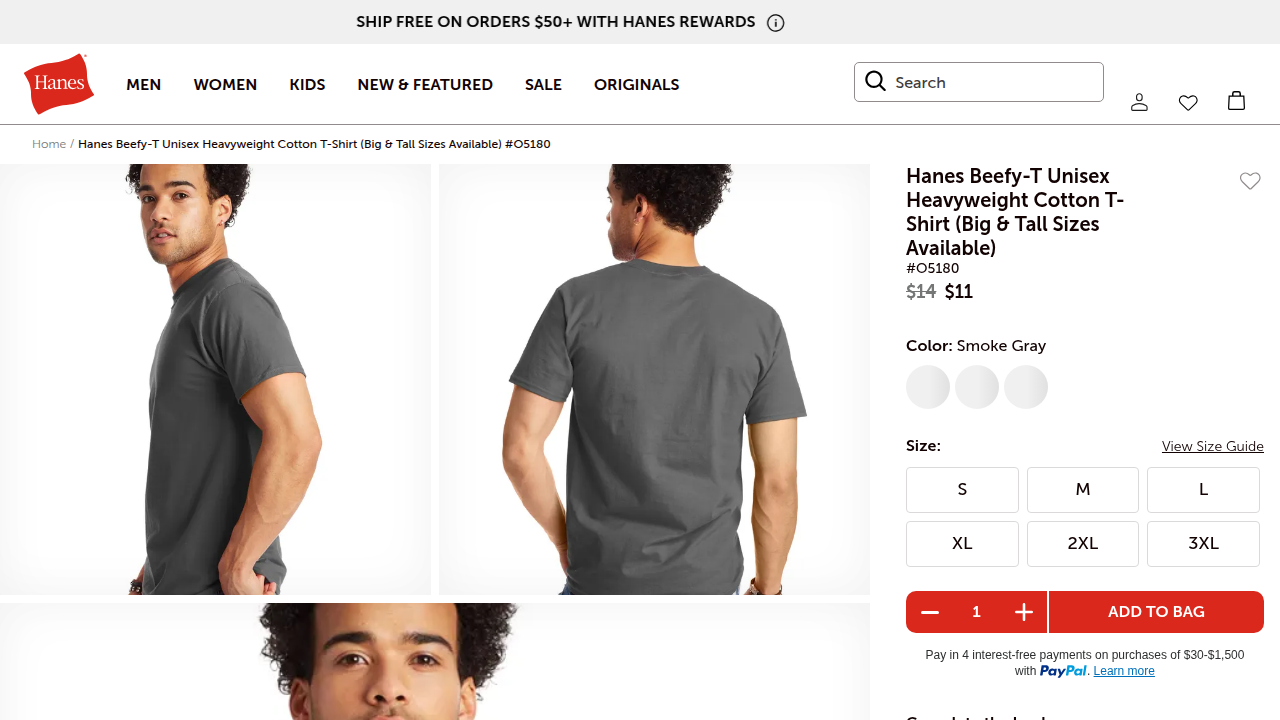 SHIP FREE ON ORDERS $50+ WITH HANES REWARDS
Hanes
MEN
WOMEN
KIDS
NEW & FEATURED
SALE
ORIGINALS
Search
Home / Hanes Beefy-T Unisex Heavyweight Cotton T-Shirt (Big & Tall Sizes Available) #O5180
Hanes Beefy-T Unisex
Heavyweight Cotton T-
Shirt (Big & Tall Sizes
Available)
#O5180
$14 $11
Color: Smoke Gray
Size:
View Size Guide
S
M
L
XL
2XL
3XL
1
ADD TO BAG
Pay in 4 interest-free payments on purchases of $30-$1,500
with PayPal. Learn more